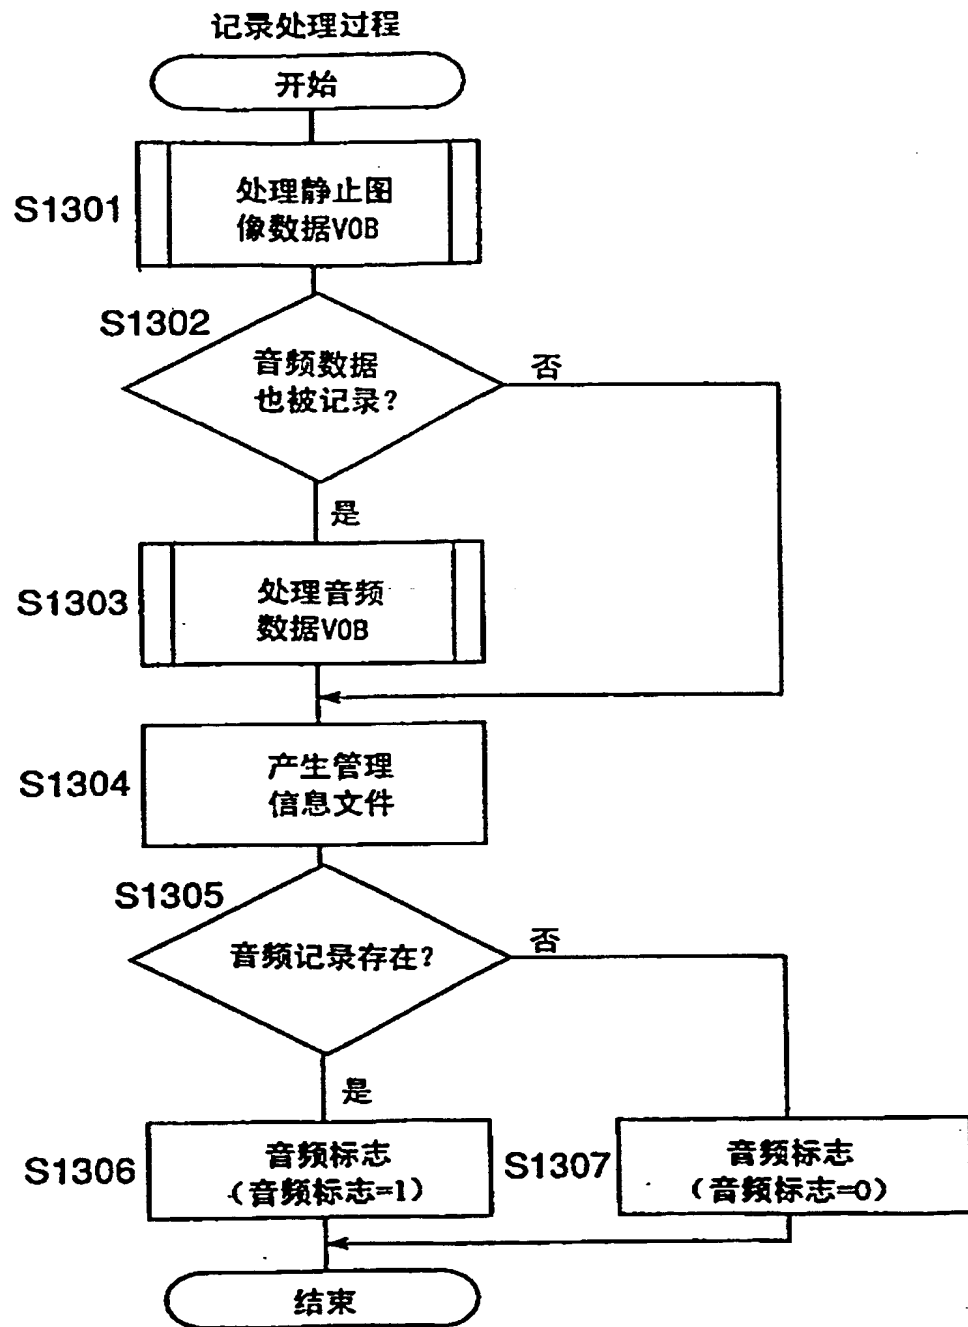 记录处理过程
开始
S1301
处理静止图
像数据VOB
S1302
音频数据
也被记录?
否
是
S1303
处理音频
数据VOB
S1304
产生管理
信息文件
S1305
音频记录存在?
否
是
S1306
音频标志
(音频标志=1)
S1307
音频标志
(音频标志=0)
结束